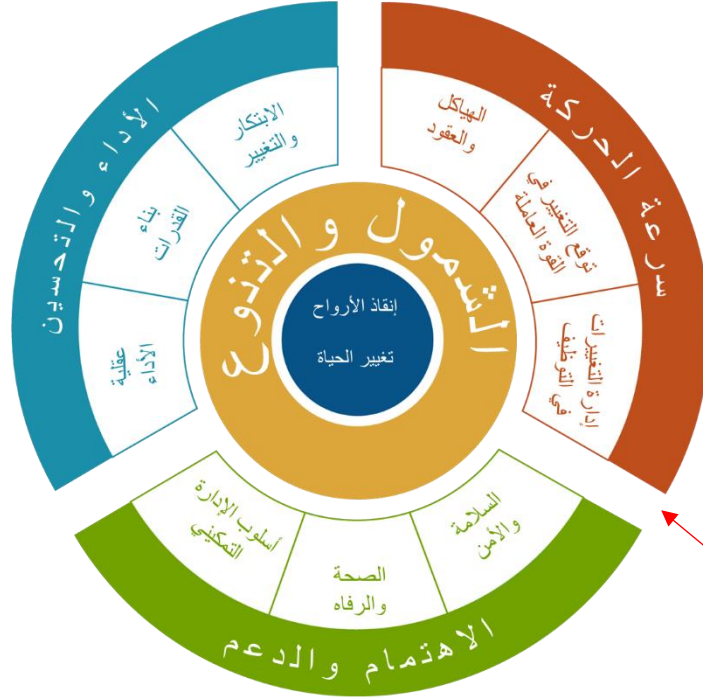 سرعة الحركة
الهياكل
والعقود
توقع التغيير في
القوة العاملة
إدارة التغييرات
في التوظيف
الأداء والتحسين
الابتكار
والتغيير
بناء
القدرات
عقلية
الأداء
الشمول والتنوع
إنقاذ الأرواح
تغيير الحياة
السلامة
والأمن
الصحة
والرفاه
أسلوب الإدارة
التمكيني
الاهتمام والدعم